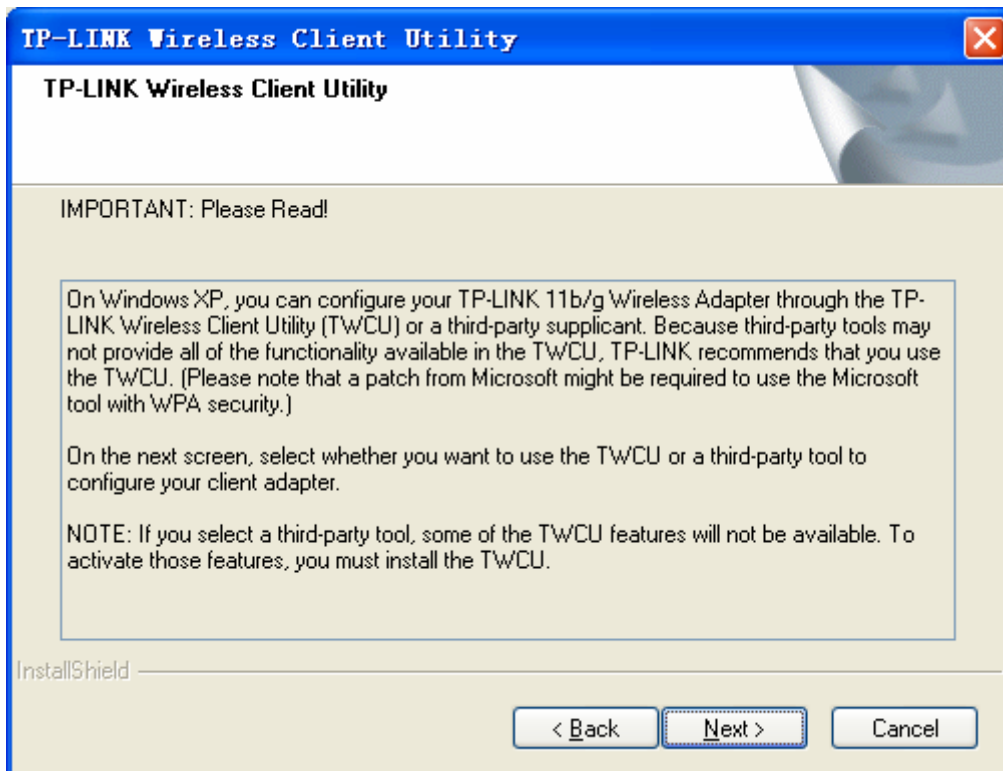 TP-LINK Wireless Client Utility
TP-LINK Wireless Client Utility
IMPORTANT: Please Read!
On Windows XP, you can configure your TP-LINK 11b/g Wireless Adapter through the TP-
LINK Wireless Client Utility (TWCU) or a third-party supplicant. Because third-party tools may
not provide all of the functionality available in the TWCU, TP-LINK recommends that you use
the TWCU. (Please note that a patch from Microsoft might be required to use the Microsoft
tool with WPA security.)
On the next screen, select whether you want to use the TWCU or a third-party tool to
configure your client adapter.
NOTE: If you select a third-party tool, some of the TWCU features will not be available. To
activate those features, you must install the TWCU.
InstallShield
< Back Next > Cancel